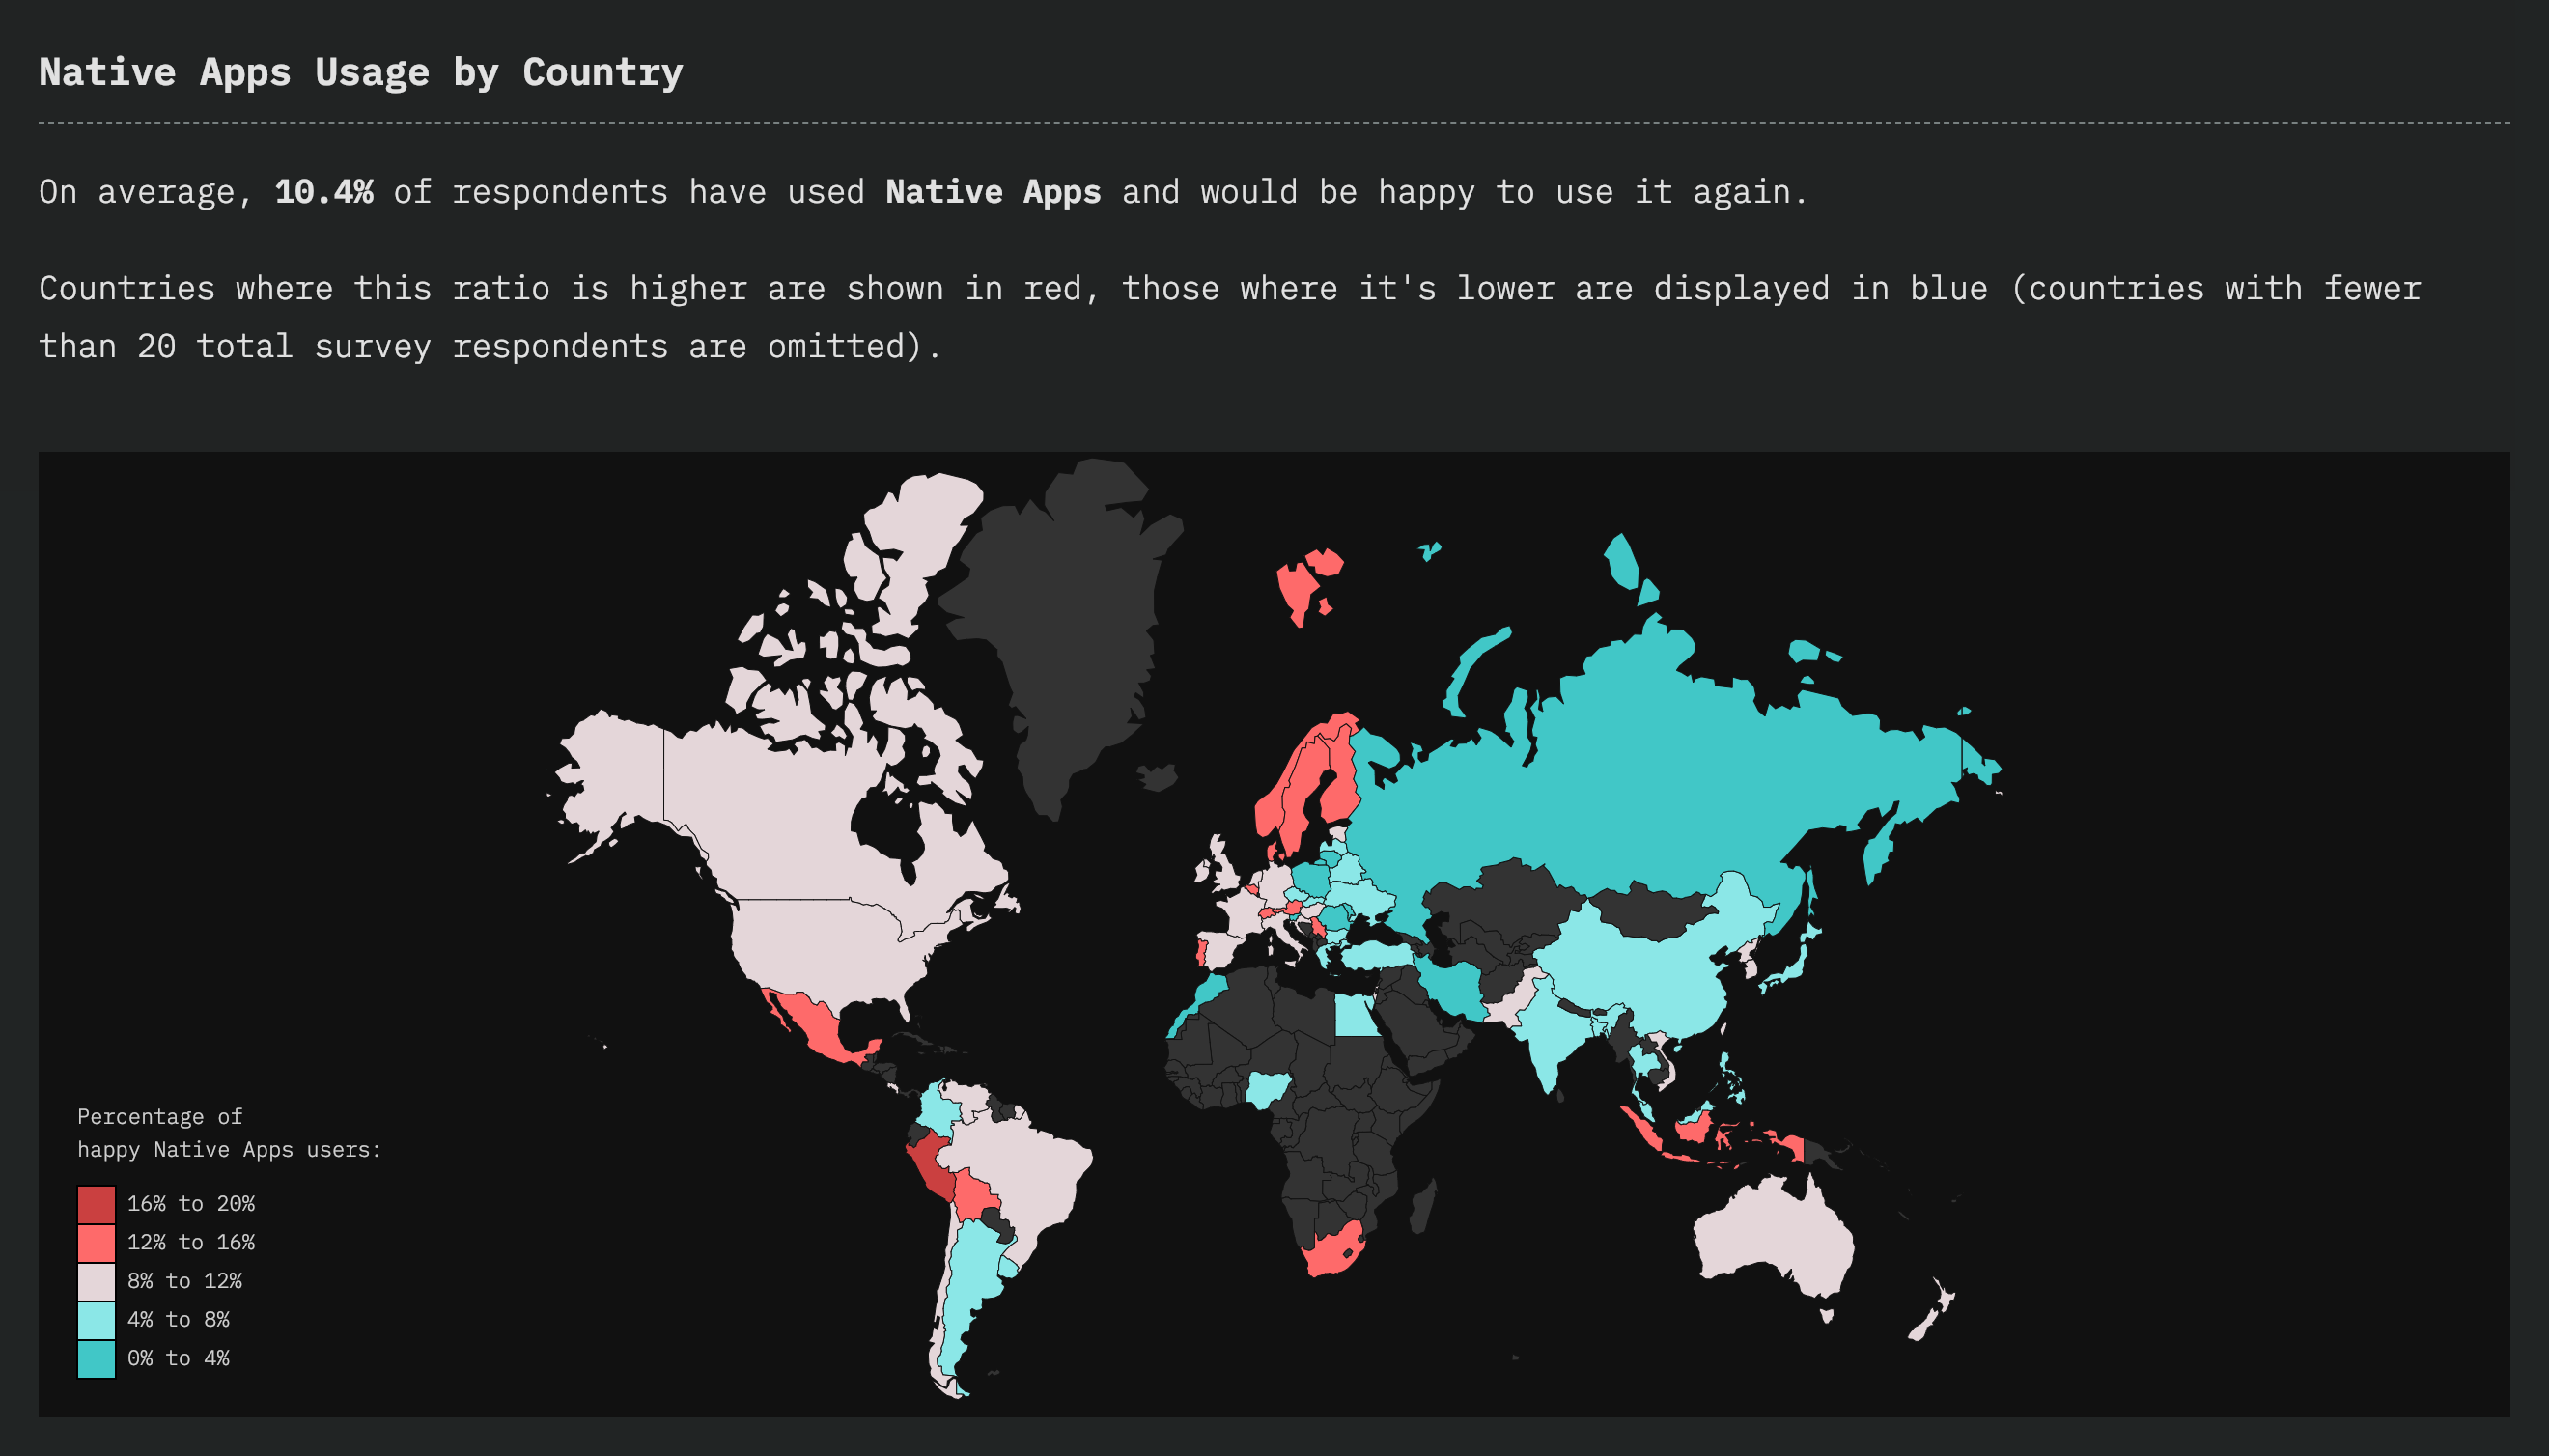 Native Apps Usage by Country
On average, 10.4% of respondents have used Native Apps and would be happy to use it again.
Countries where this ratio is higher are shown in red, those where it's lower are displayed in blue (countries with fewer
than 20 total survey respondents are omitted).
Percentage of
happy Native Apps users:
16% to 20%
12% to 16%
8% to 12%
4% to 8%
0% to 4%